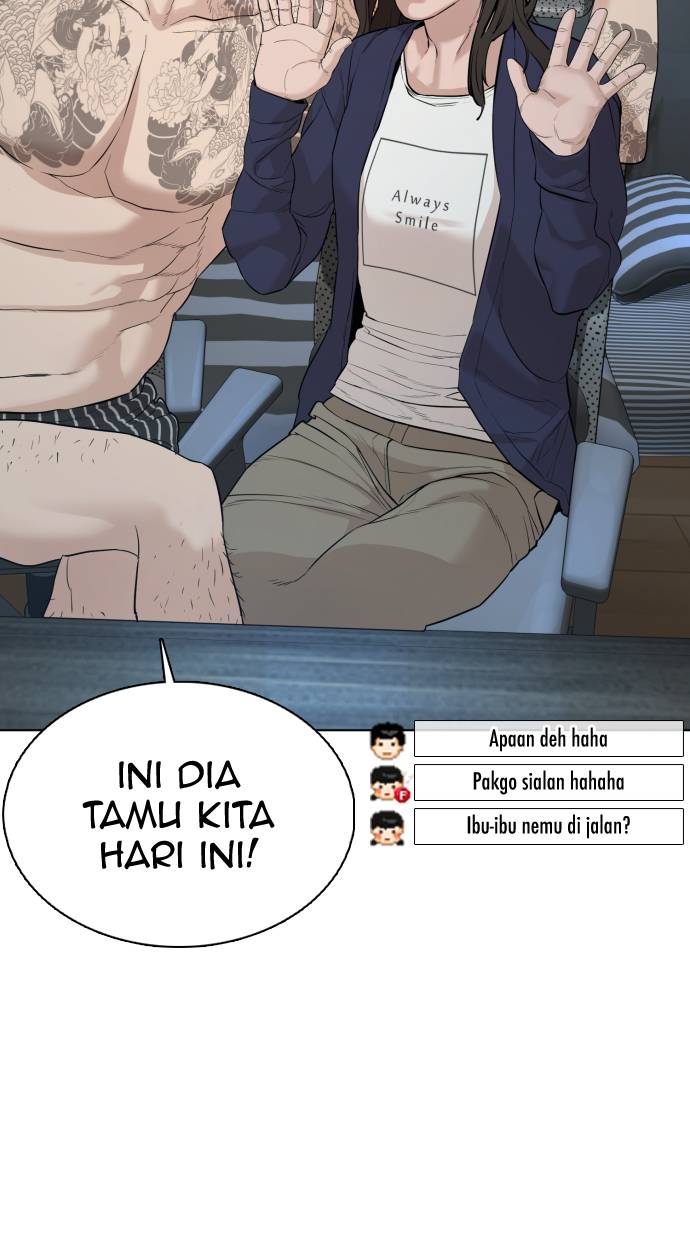 Always
Smile
INI DIA
TAMU KITA
HARI INI!
Apaan deh haha
F
Pakgo sialan hahaha
Ibu-ibu nemu di jalan?